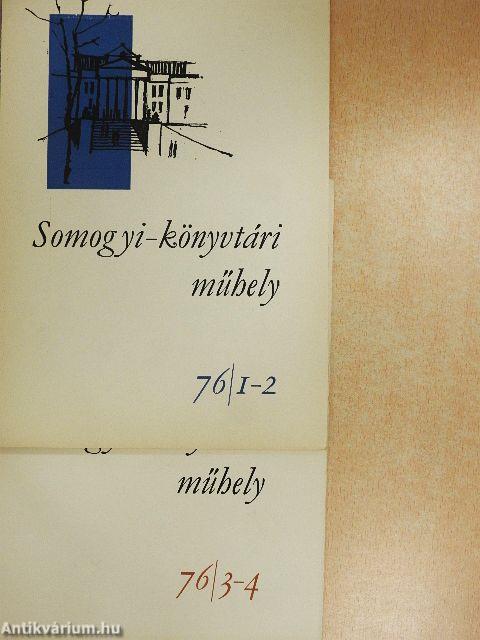 Somogyi-könyvtári
műhely
76/1-2
műhely
76/3-4
Antikvárium.hu